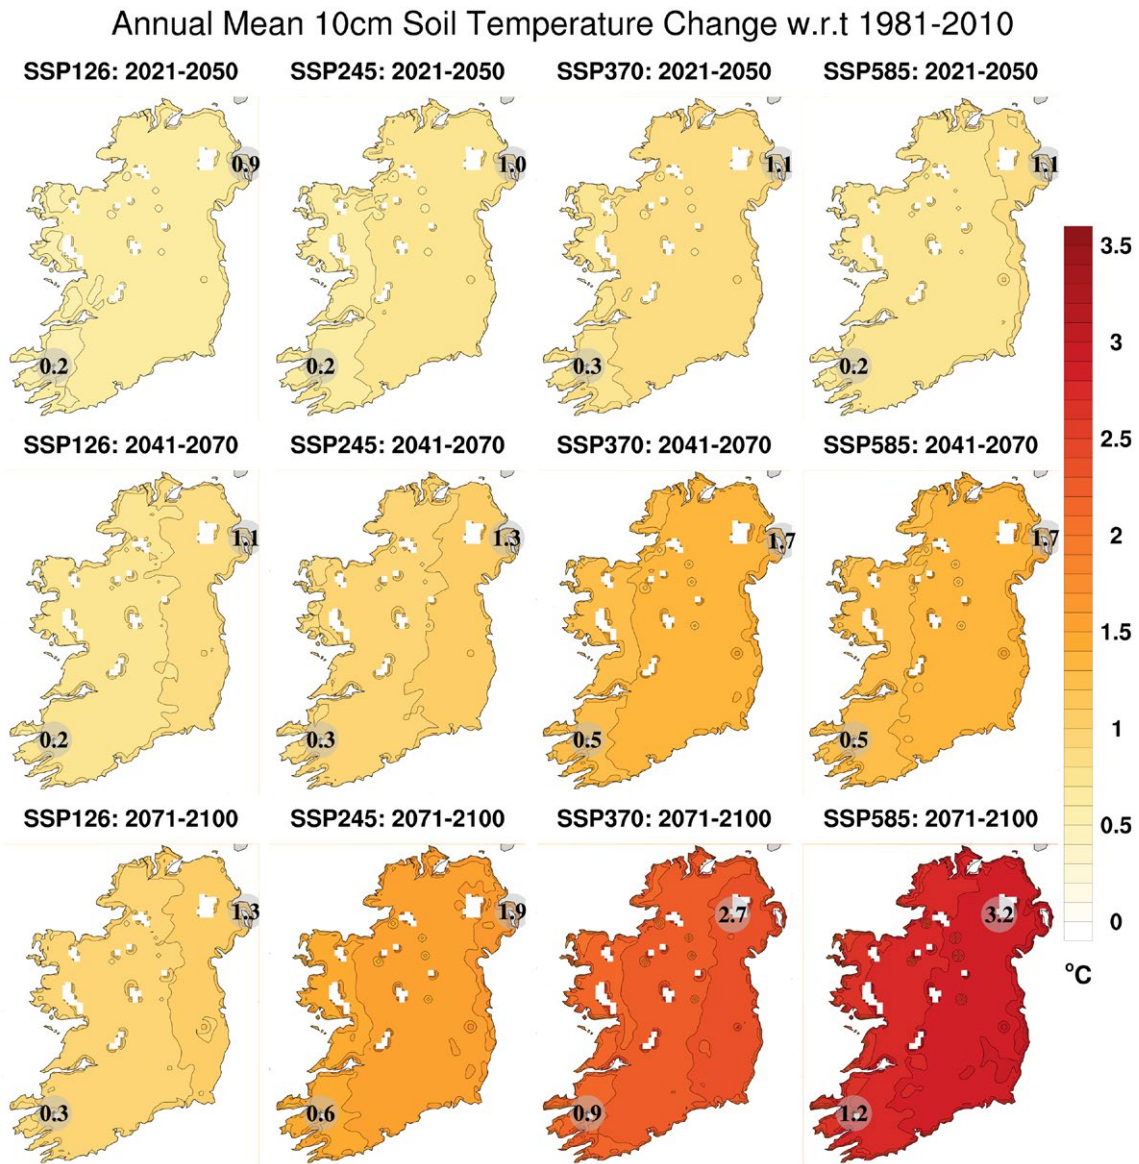 Annual Mean 10cm Soil Temperature Change w.r.t 1981-2010
SSP126: 2021-2050
SSP245: 2021-2050
SSP370: 2021-2050
SSP585: 2021-2050
0.9
1.0
1.1
1.1
0.2
0.2
0.3
0.2
SSP126: 2041-2070
SSP245: 2041-2070
SSP370: 2041-2070
SSP585: 2041-2070
1.1
1.3
1.7
1.7
0.2
0.3
0.5
0.5
SSP126: 2071-2100
SSP245: 2071-2100
SSP370: 2071-2100
SSP585: 2071-2100
1.3
1.9
2.7
3.2
0.3
0.6
0.9
1.2
3.5
3
2.5
2
1.5
1
0.5
0
°C